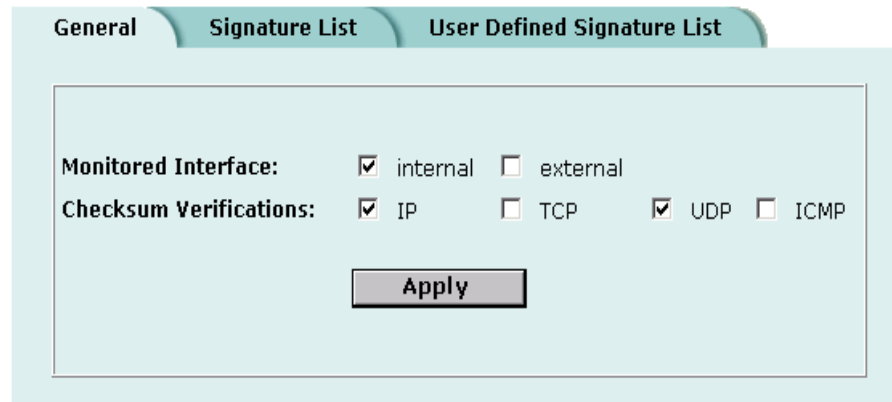 General Signature List User Defined Signature List
Monitored Interface: internal external
Checksum Verifications: IP TCP UDP ICMP
Apply